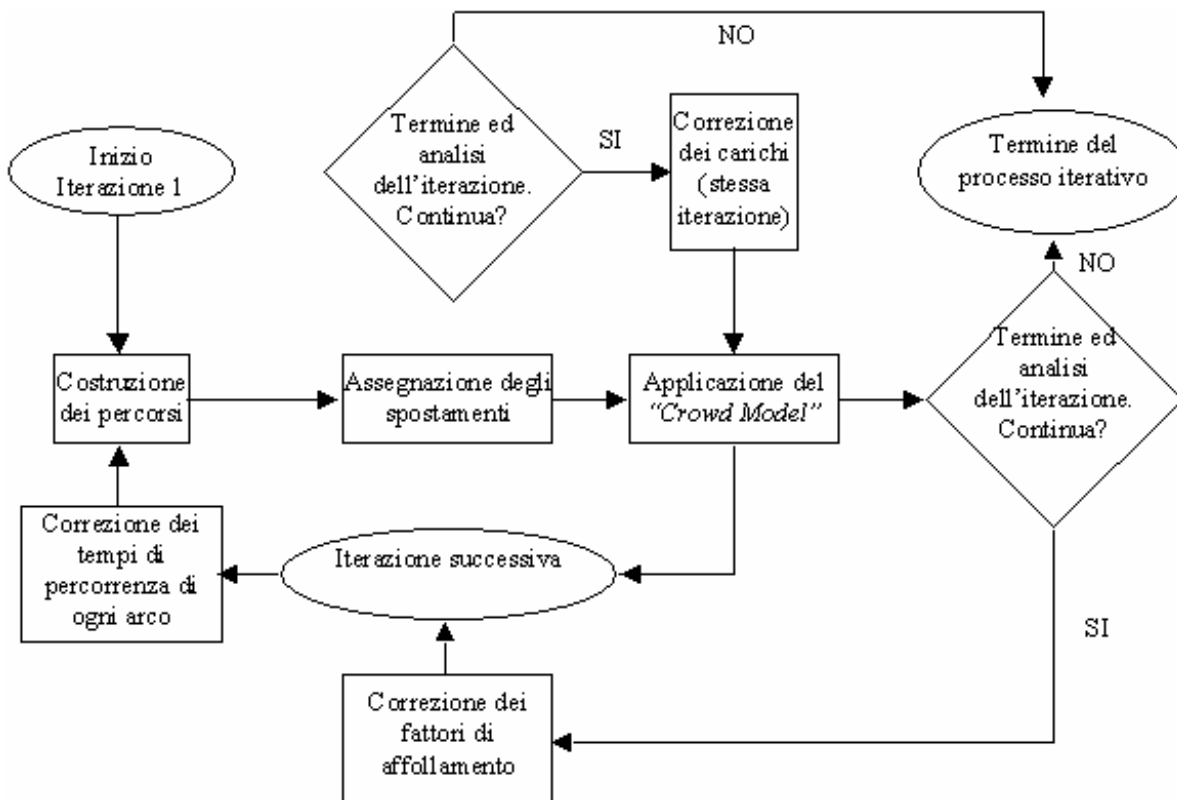 NO
Termine ed
analisi
dell'iterazione.
Continua?
SI
Correzione
dei carichi
(stessa
iterazione)
Termine del
processo iterativo
Inizio
Iterazione 1
NO
Costruzione
dei percorsi
Assegnazione degli
spostamenti
Applicazione del
“Crowd Model”
Termine ed
analisi
dell'iterazione.
Continua?
Correzione dei
tempi di
percorrenza di
ogni arco
Iterazione successiva
SI
Correzione dei
fattori di
affollamento